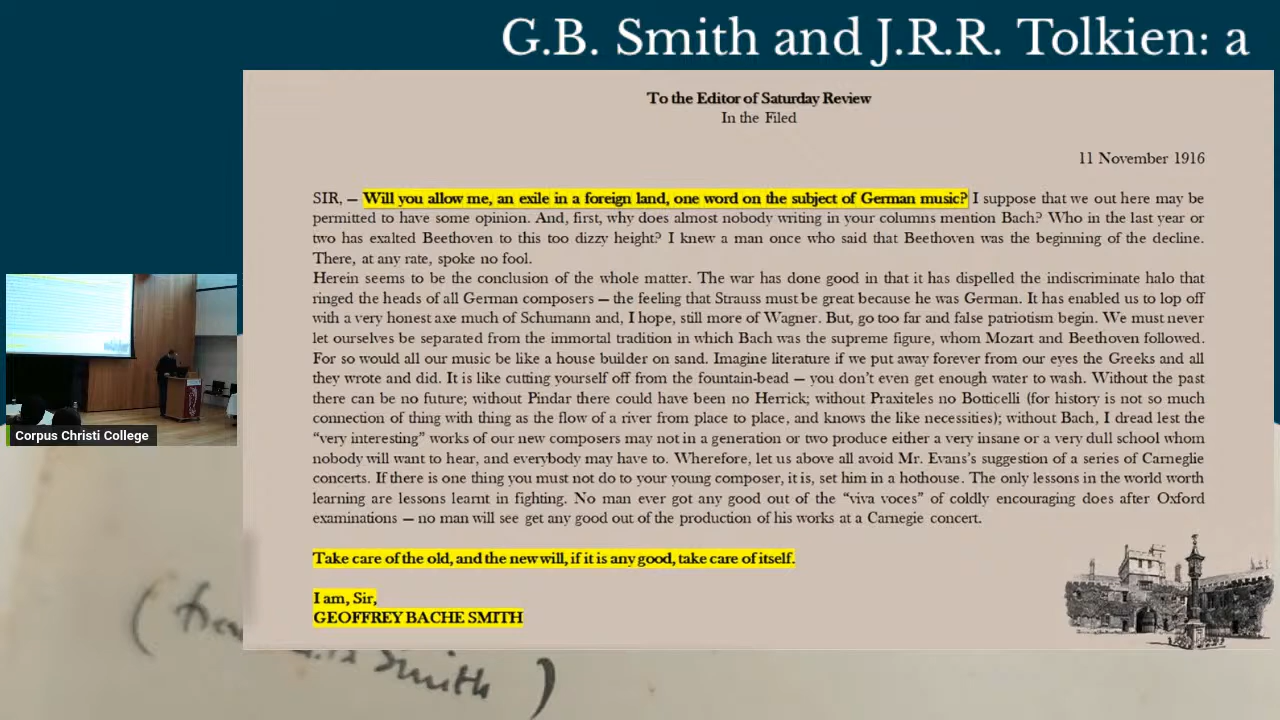 G.B. Smith and J.R.R. Tolkien: a
To the Editor of Saturday Review
In the Filed
11 November 1916
SIR, – Will you allow me, an exile in a foreign land, one word on the subject of German music? I suppose that we out here may be
permitted to have some opinion. And, first, why does almost nobody writing in your columns mention Bach? Who in the last year or
two has exalted Beethoven to this too dizzy height? I knew a man once who said that Beethoven was the beginning of the decline.
There, at any rate, spoke no fool.
Herein seems to be the conclusion of the whole matter. The war has done good in that it has dispelled the indiscriminate halo that
ringed the heads of all German composers – the feeling that Strauss must be great because he was German. It has enabled us to lop off
with a very honest axe much of Schumann and, I hope, still more of Wagner. But, go too far and false patriotism begin. We must never
let ourselves be separated from the immortal tradition in which Bach was the supreme figure, whom Mozart and Beethoven followed.
For so would all our music be like a house builder on sand. Imagine literature if we put away forever from our eyes the Greeks and all
they wrote and did. It is like cutting yourself off from the fountain-bead – you don't even get enough water to wash. Without the past
there can be no future; without Pindar there could have been no Herrick; without Praxiteles no Botticelli (for history is not so much
connection of thing with thing as the flow of a river from place to place, and knows the like necessities); without Bach, I dread lest the
"very interesting" works of our new composers may not in a generation or two produce either a very insane or a very dull school whom
nobody will want to hear, and everybody may have to. Wherefore, let us above all avoid Mr. Evans's suggestion of a series of Carneglie
concerts. If there is one thing you must not do to your young composer, it is, set him in a hothouse. The only lessons in the world worth
learning are lessons learnt in fighting. No man ever got any good out of the "viva voces" of coldly encouraging does after Oxford
examinations – no man will see get any good out of the production of his works at a Carnegie concert.
Take care of the old, and the new will, if it is any good, take care of itself.
I am, Sir,
GEOFFREY BACHE SMITH
Corpus Christi College
Smith )